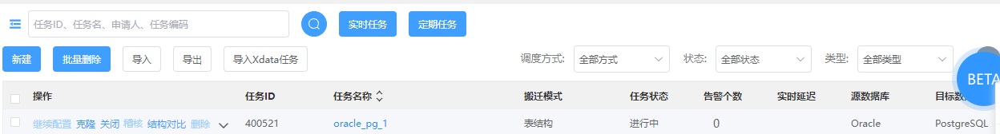 任务ID、任务名、申请人、任务编码 实时任务 定期任务
新建 批量删除 导入 导出 导入Xdata任务 调度方式: 全部方式 状态: 全部状态 类型: 全部类型
BETA
操作 任务ID 任务名称 搬迁模式 任务状态 告警个数 实时延迟 源数据库 目标数
继续配置 克隆 关闭 稽核 结构对比 删除 400521 oracle_pg_1 表结构 进行中 0 Oracle PostgreSQL